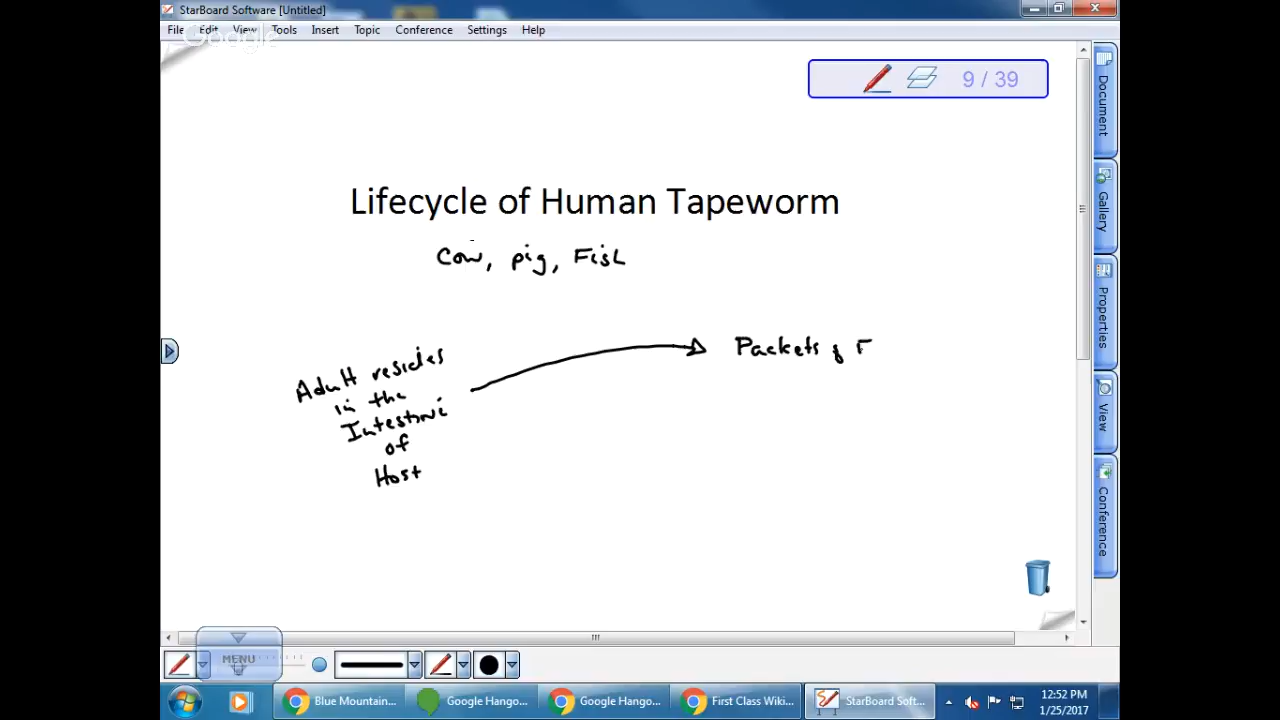 StarBoard Software [Untitled]
File Edit View Tools Insert Topic Conference Settings Help
Google
9 / 39
Document
Gallery
Properties
View
Conference
Lifecycle of Human Tapeworm
Cow, pig, Fish
Adult resides
in the
Intestine
of
Host
Packets of F
MENU
Blue Mountain...
Google Hango...
Google Hango...
First Class Wiki...
StarBoard Soft...
12:52 PM
1/25/2017